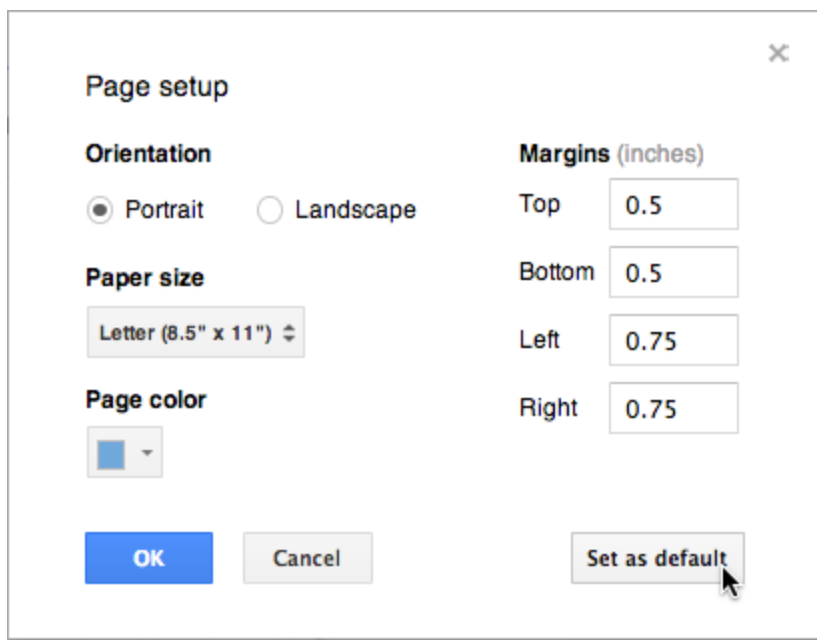 Page setup
Orientation
Portrait Landscape
Paper size
Letter (8.5" x 11")
Page color
Margins (inches)
Top 0.5
Bottom 0.5
Left 0.75
Right 0.75
OK Cancel Set as default